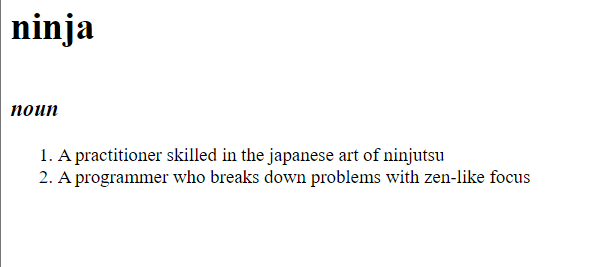 ninja
noun
1. A practitioner skilled in the japanese art of ninjutsu
2. A programmer who breaks down problems with zen-like focus